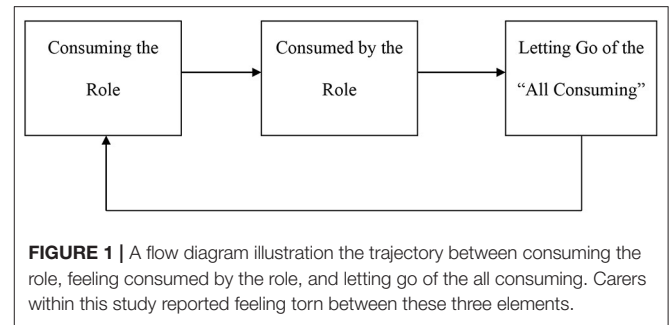 Consuming the
Role
Consumed by the
Role
Letting Go of the
“All Consuming”
FIGURE 1 | A flow diagram illustration the trajectory between consuming the
role, feeling consumed by the role, and letting go of the all consuming. Carers
within this study reported feeling torn between these three elements.